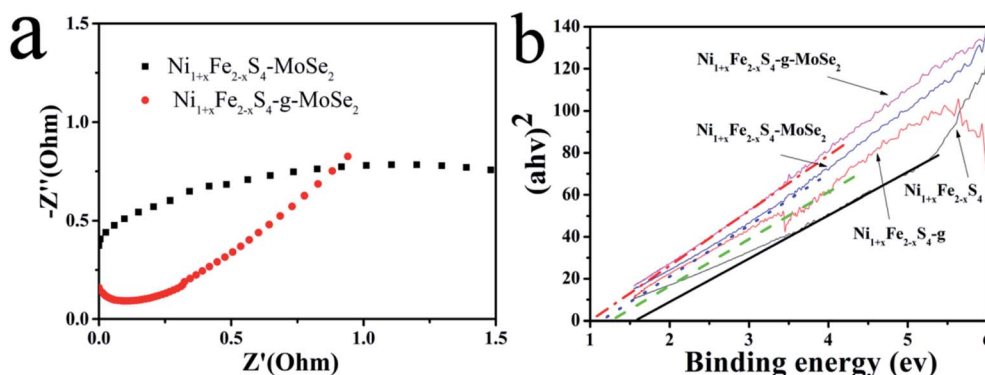 a
1.5
1.0
0.5
0.0
-Z''(Ohm)
Ni₁₊ₓFe₂₋ₓS₄-MoSe₂
Ni₁₊ₓFe₂₋ₓS₄-g-MoSe₂
0.0 0.5 1.0 1.5
Z'(Ohm)
b
140
120
100
80
60
40
20
0
(ahv)²
Ni₁₊ₓFe₂₋ₓS₄-g-MoSe₂
Ni₁₊ₓFe₂₋ₓS₄-MoSe₂
Ni₁₊ₓFe₂₋ₓS₄
Ni₁₊ₓFe₂₋ₓS₄-g
1 2 3 4 5 6
Binding energy (ev)